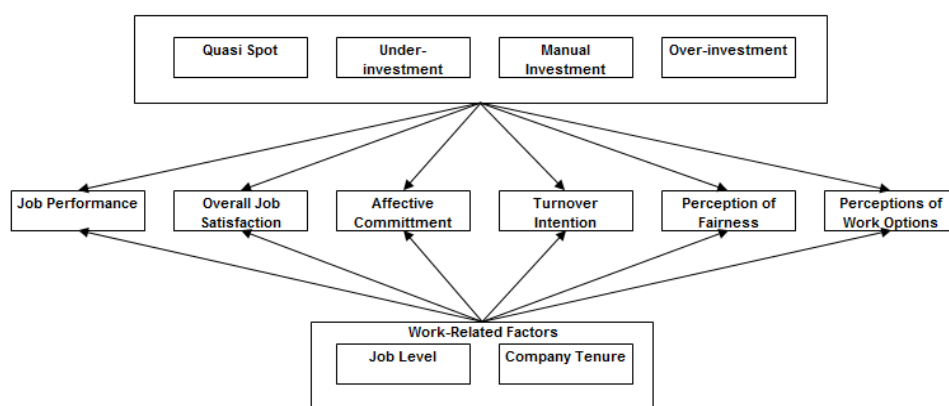 Quasi Spot
Under-
investment
Manual
Investment
Over-investment
Job Performance
Overall Job
Satisfaction
Affective
Committment
Turnover
Intention
Perception of
Fairness
Perceptions of
Work Options
Work-Related Factors
Job Level
Company Tenure